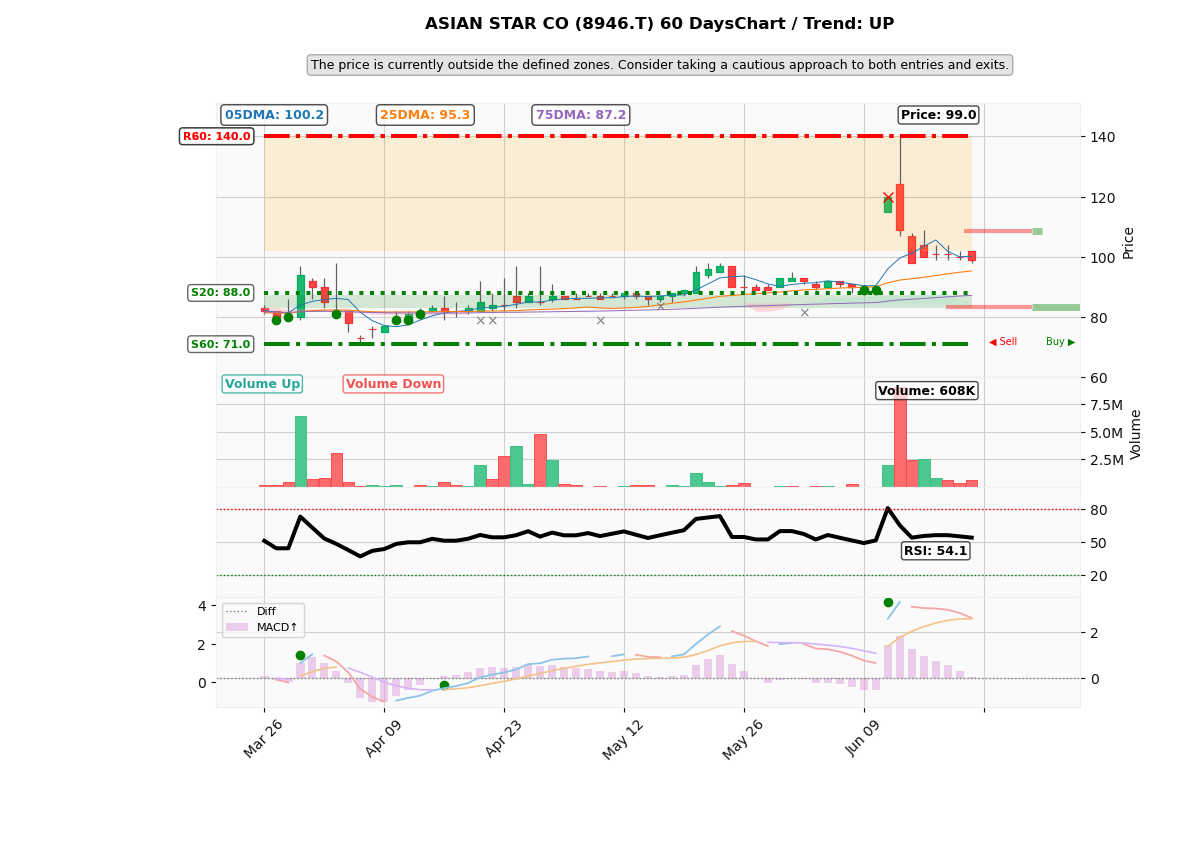 ASIAN STAR CO (8946.T) 60 DaysChart / Trend: UP
The price is currently outside the defined zones. Consider taking a cautious approach to both entries and exits.
05DMA: 100.2
25DMA: 95.3
75DMA: 87.2
Price: 99.0
R60: 140.0
S20: 88.0
S60: 71.0
140
120
100
80
60
Price
◀ Sell
Buy ▶
Volume Up
Volume Down
Volume: 608K
7.5M
5.0M
2.5M
Volume
80
50
20
RSI: 54.1
Diff
MACD↑
4
2
0
2
0
Mar 26
Apr 09
Apr 23
May 12
May 26
Jun 09